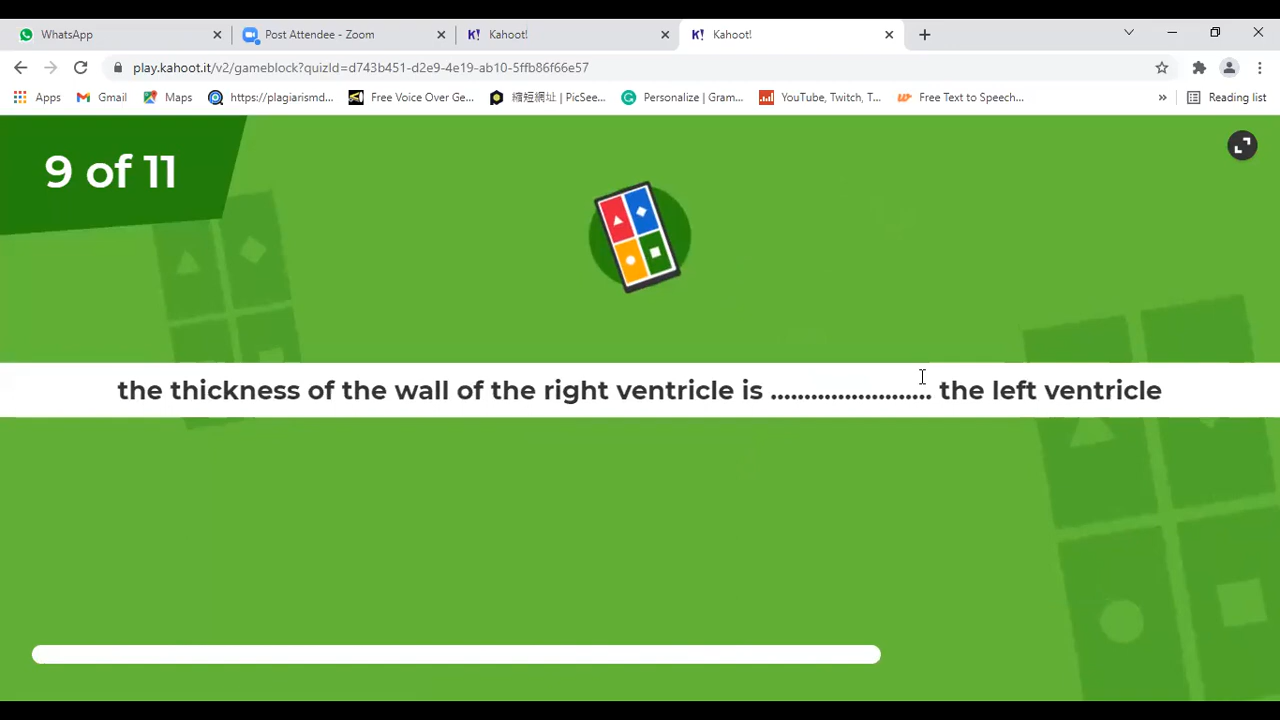 WhatsApp
Post Attendee - Zoom
Kahoot!
Kahoot!
play.kahoot.it/v2/gameblock?quizId=d743b451-d2e9-4e19-ab10-5ffb86f66e57
Apps Gmail Maps https://plagiarismd... Free Voice Over Ge... 縮短網址 | PicSee... Personalize | Gram... YouTube, Twitch, T... Free Text to Speech... » Reading list
9 of 11
the thickness of the wall of the right ventricle is ........................ the left ventricle